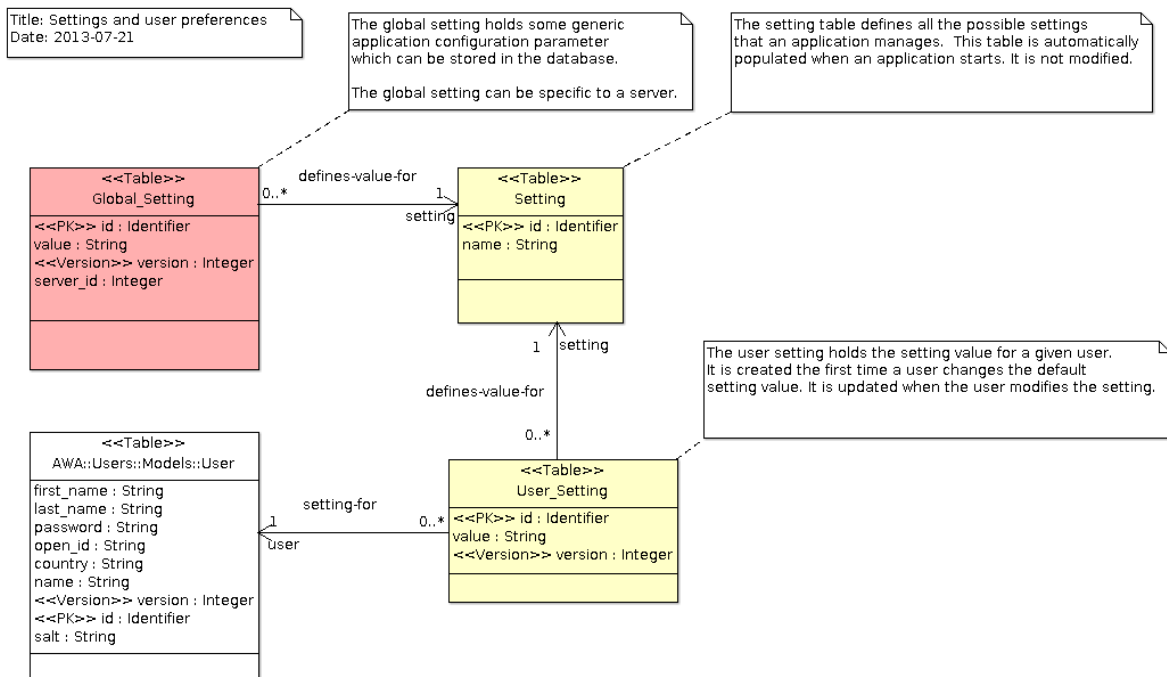 Title: Settings and user preferences
Date: 2013-07-21
The global setting holds some generic
application configuration parameter
which can be stored in the database.
The global setting can be specific to a server.
The setting table defines all the possible settings
that an application manages.  This table is automatically
populated when an application starts. It is not modified.
<<Table>>
Global_Setting
<<PK>> id : Identifier
value : String
<<Version>> version : Integer
server_id : Integer
defines-value-for
0..*
1
setting
<<Table>>
Setting
<<PK>> id : Identifier
name : String
1
setting
defines-value-for
0..*
The user setting holds the setting value for a given user.
It is created the first time a user changes the default
setting value. It is updated when the user modifies the setting.
<<Table>>
AWA::Users::Models::User
first_name : String
last_name : String
password : String
open_id : String
country : String
name : String
<<Version>> version : Integer
<<PK>> id : Identifier
salt : String
setting-for
1
0..*
user
<<Table>>
User_Setting
<<PK>> id : Identifier
value : String
<<Version>> version : Integer